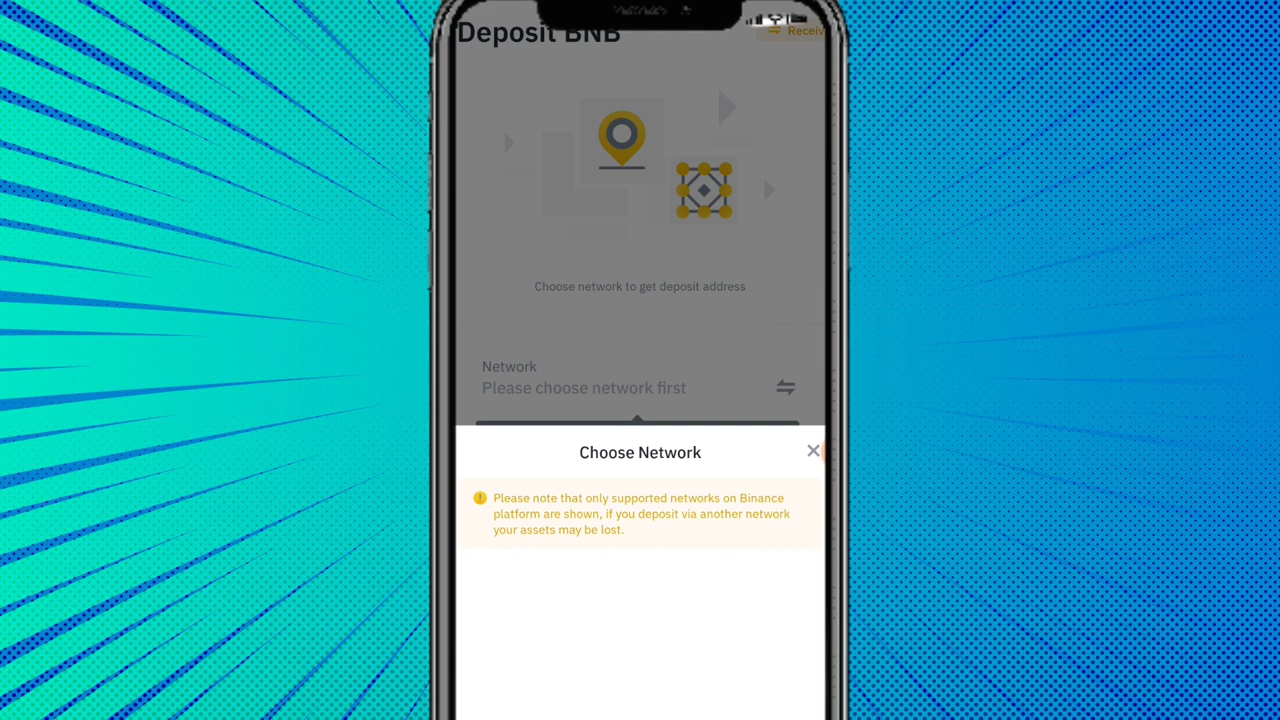 Deposit BNB
Choose network to get deposit address
Network
Please choose network first
Choose Network
Please note that only supported networks on Binance
platform are shown, if you deposit via another network
your assets may be lost.